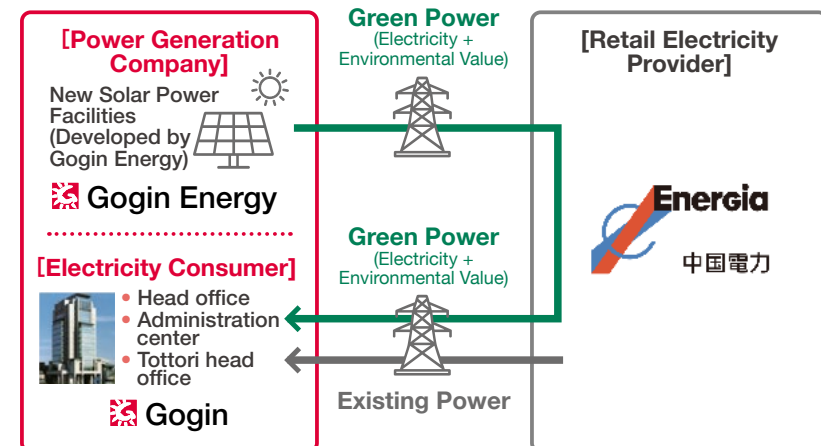 [Power Generation
Company]
New Solar Power
Facilities
(Developed by
Gogin Energy)
Gogin Energy
[Electricity Consumer]
• Head office
• Administration
center
• Tottori head
office
Gogin
Green Power
(Electricity +
Environmental Value)
Green Power
(Electricity +
Environmental Value)
Existing Power
[Retail Electricity
Provider]
Energia
中国電力